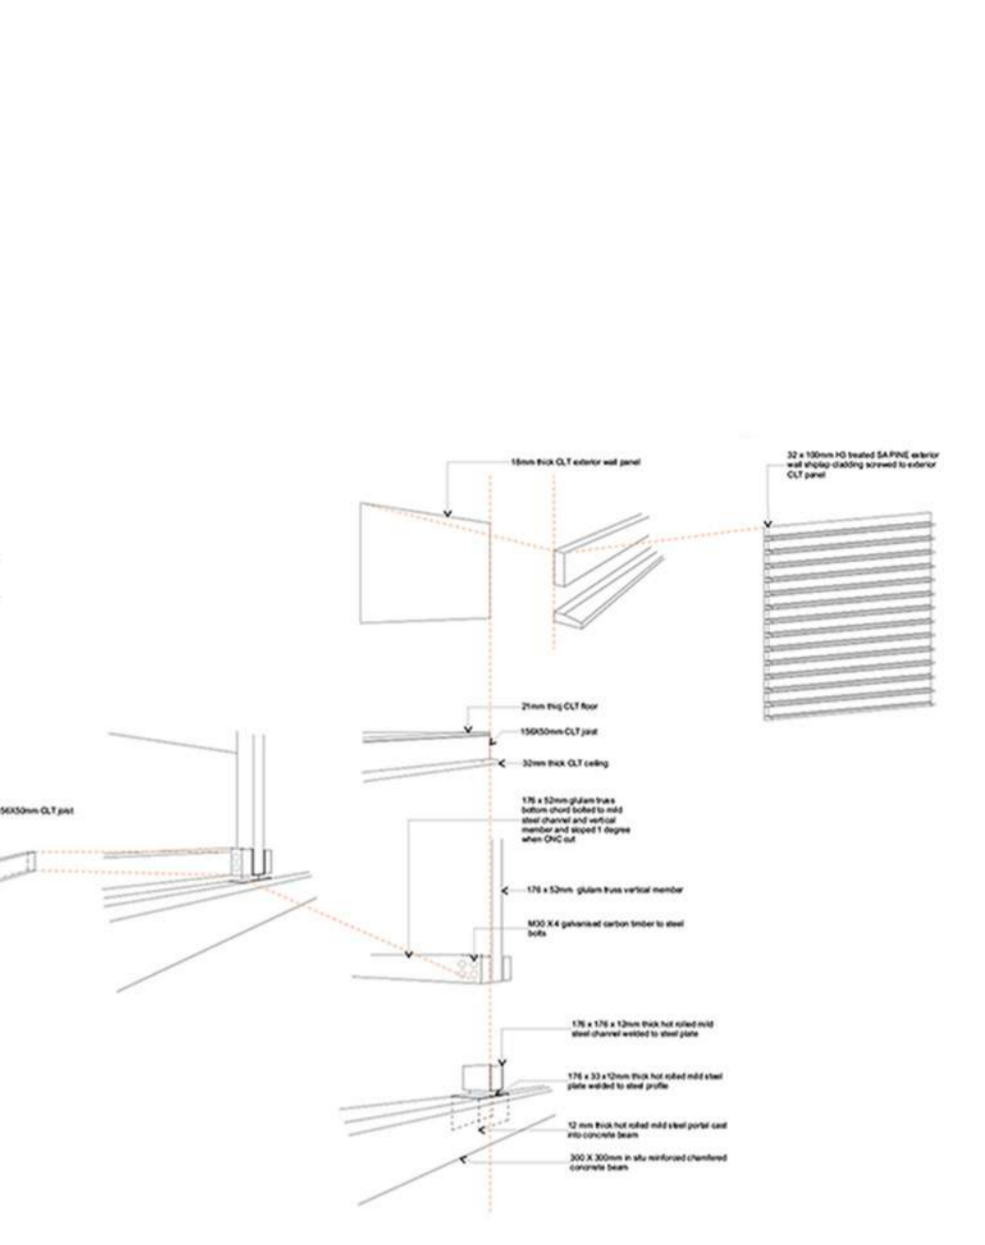 18mm thick CLT exterior wall panel
32 x 100mm H3 treated SA PINE exterior
wall shiplap cladding screwed to exterior
CLT panel
21mm thiq CLT floor
156X50mm CLT joist
32mm thick CLT ceiling
176 x 52mm glulam truss
bottom chord bolted to mild
steel channel and vertical
member and sloped 1 degree
when CNC cut
56X50mm CLT joist
176 x 52mm glulam truss vertical member
M30 X 4 galvanised carbon timber to steel
bolts
176 x 176 x 12mm thick hot rolled mild
steel channel welded to steel plate
176 x 33 x12mm thick hot rolled mild steel
plate welded to steel profile
12 mm thick hot rolled mild steel portal cast
into concrete beam
300 X 300mm in situ reinforced chamfered
concrete beam